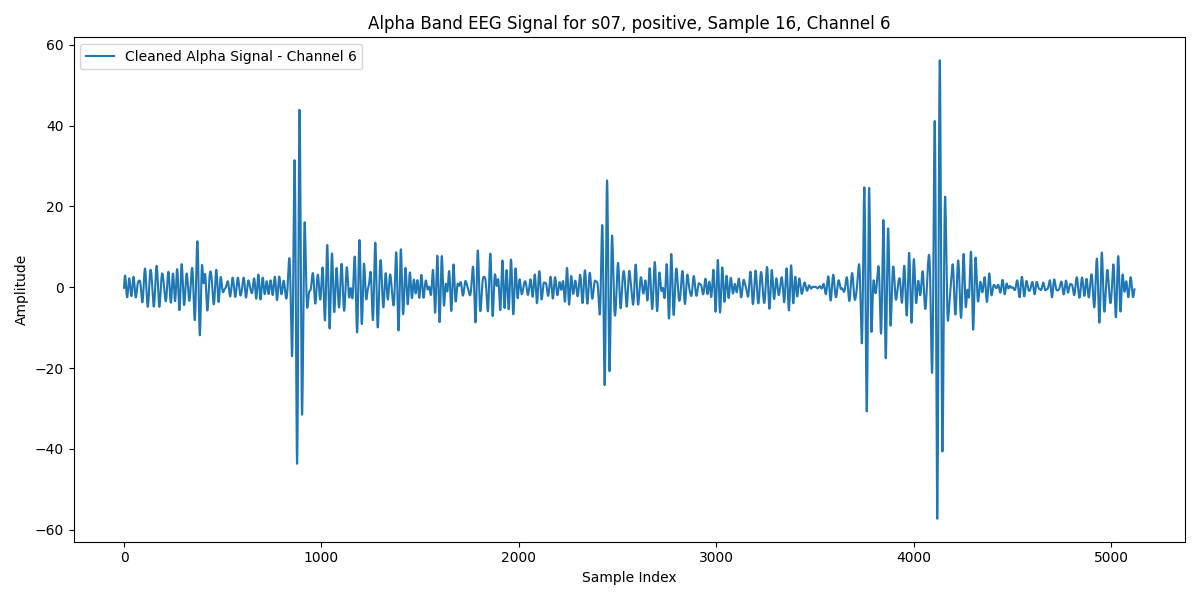 Alpha Band EEG Signal for s07, positive, Sample 16, Channel 6
Cleaned Alpha Signal - Channel 6
60
40
20
0
−20
−40
−60
Amplitude
0 1000 2000 3000 4000 5000
Sample Index